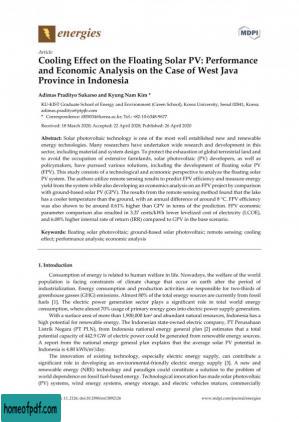 energies
MDPI
Article
Cooling Effect on the Floating Solar PV: Performance
and Economic Analysis on the Case of West Java
Province in Indonesia
Adimas Pradityo Sukarso and Kyung Nam Kim *
KU-KIST Graduate School of Energy and Environment (Green School), Korea University, Seoul 02841, Korea;
* Correspondence: Tel.:
Received: 18 March 2020; Accepted: 22 April 2020; Published: 26 April 2020
Abstract: Solar photovoltaic technology is one of the most well established new and renewable
energy technologies. Many researchers have undertaken research and development in this
sector, including material and system design. To protect the exhaustion of global terrestrial land and
to avoid the occupation of extensive farmlands, solar photovoltaic (PV) developers, as well as
policymakers, have pursued various solutions, including the development of floating solar PV
(FPV). This study consists of a technological and economic perspective to analyze the floating solar
PV system. The authors utilize remote sensing results to predict FPV efficiency and measure energy
yield from the system while also developing an economics analysis on an FPV project by comparison
with ground-based solar PV (GPV). The results from the remote sensing method found that the lake
has a cooler temperature than the ground, with an annual difference of around 8 °C. FPV efficiency
was also shown to be around 0.61% higher than GPV in terms of the prediction. FPV economic
parameter comparison also resulted in 3.37 cents/kWh lower levelized cost of electricity (LCOE),
and 6.08% higher internal rate of return (IRR) compared to GPV in the base scenario.
Keywords: floating solar photovoltaic; ground-based solar photovoltaic; remote sensing; cooling
effect; performance analysis; economic analysis
1. Introduction
Consumption of energy is related to human welfare in life. Nowadays, the welfare of the world
population is facing constraints of climate change that occur on earth after the period of
industrialization. Energy consumption and production activities are responsible for two-thirds of
greenhouse gasses (GHG) emissions. Almost 80% of the total energy sources are currently from fossil
fuels [1]. The electric power generation sector plays a significant role in total world energy
consumption, where almost 70% usage of primary energy goes into electric power supply generation.
With a surface area of more than 1,900,000 km² and abundant natural resources, Indonesia has a
high potential for renewable energy. The Indonesian state-owned electric company, PT Perusahaan
Listrik Negara (PT PLN), from Indonesia national energy general plan [2] estimates that a total
potential capacity of 442.9 GW of electric power could be generated from renewable energy sources.
A report from the national energy general plan explains that the average solar PV potential in
Indonesia is 4.80 kWh/m²/day.
The innovation of existing technology, especially electric supply, can contribute a
significant role in developing an environmental-friendly electric energy supply [3]. A new and
renewable energy (NRE) technology and paradigm could constitute a solution to the problem of
world dependence on fossil fuel-based energy. Technological innovation has made solar photovoltaic
(PV) systems, wind energy systems, energy storage, and electric vehicles mature, commercially
homeofpdf.com
homeofpdf.com